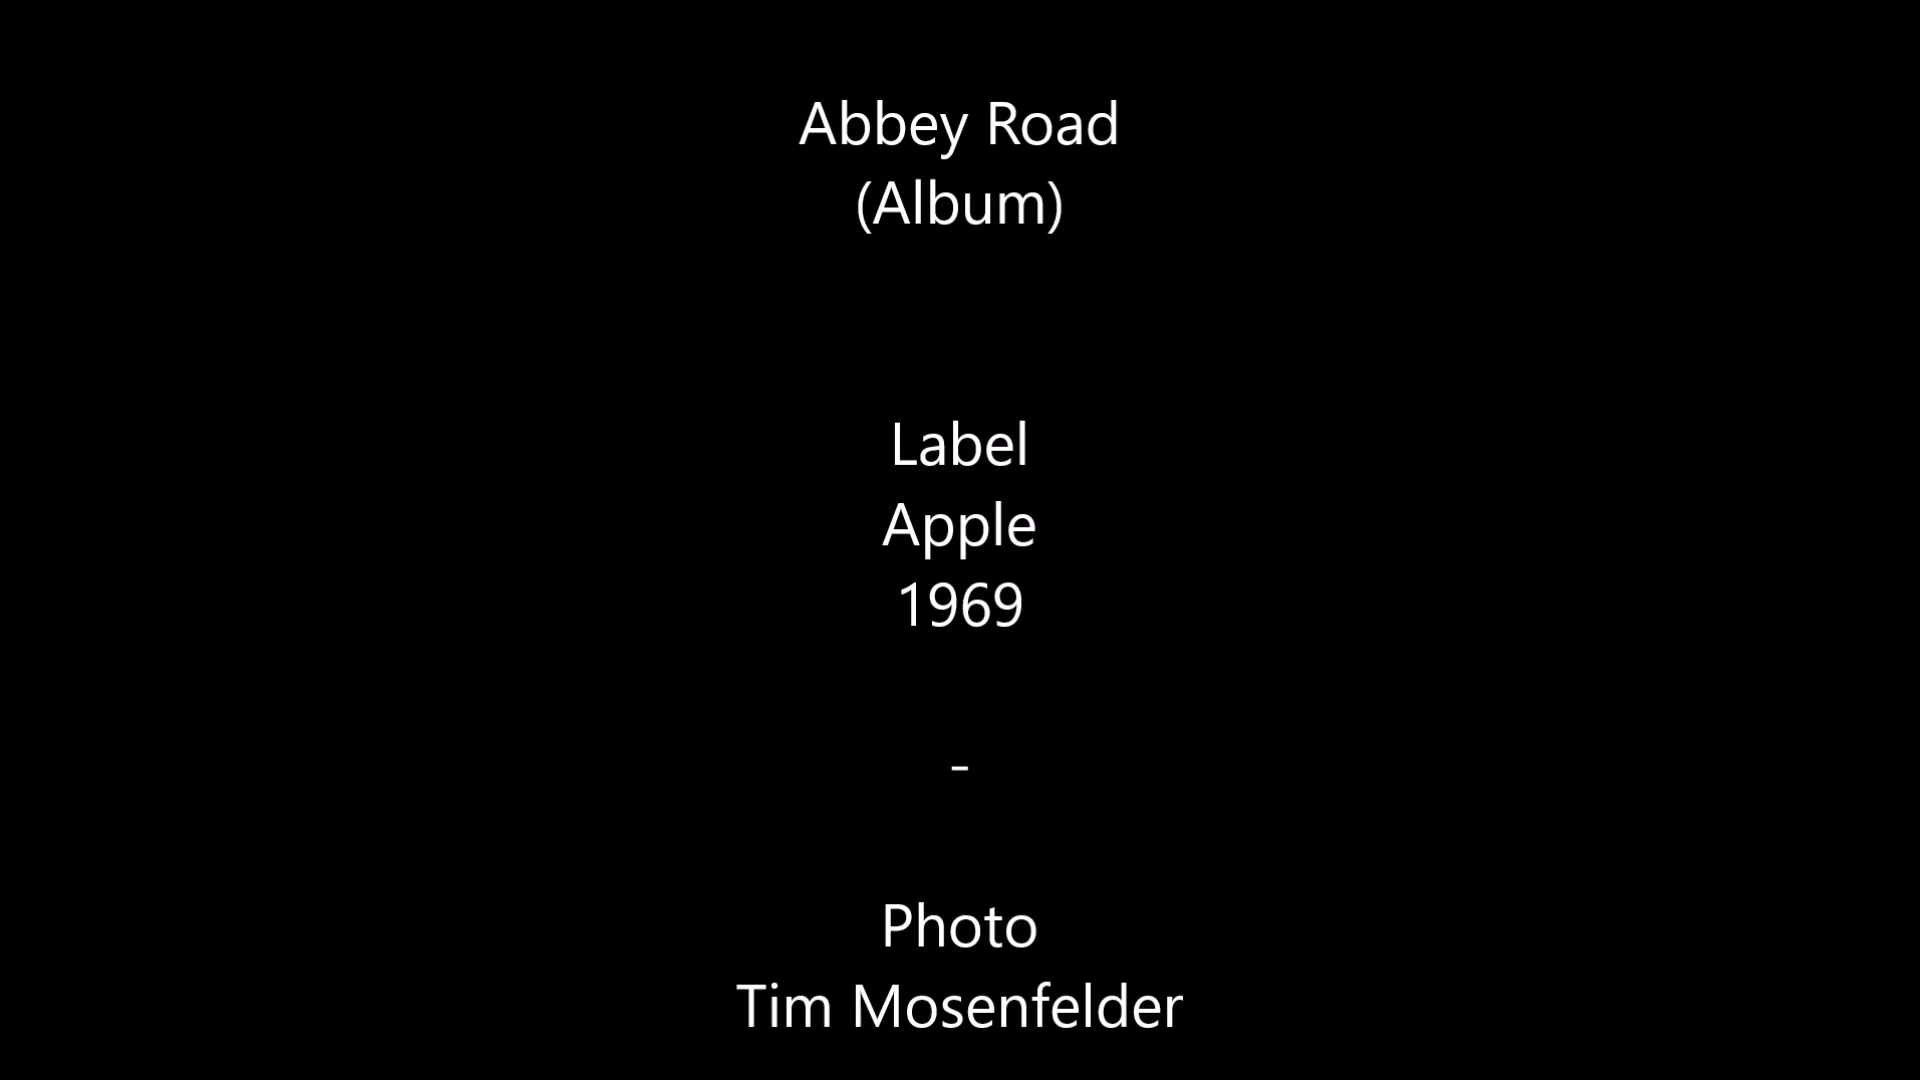 Abbey Road
(Album)
Label
Apple
1969
-
Photo
Tim Mosenfelder